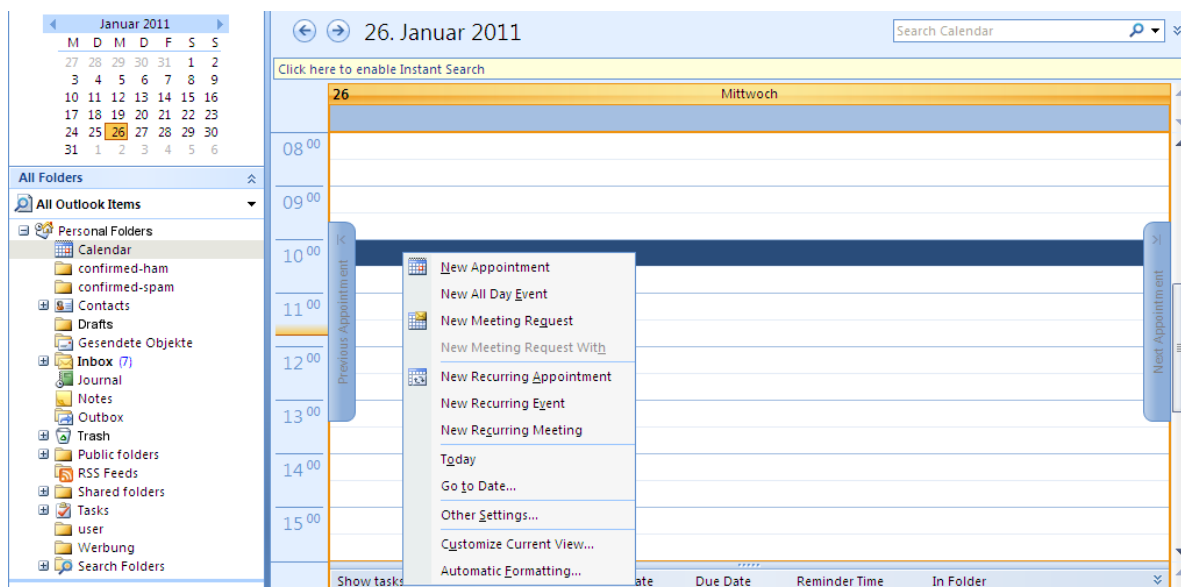 Januar 2011
M D M D F S S
27 28 29 30 31 1 2
3 4 5 6 7 8 9
10 11 12 13 14 15 16
17 18 19 20 21 22 23
24 25 26 27 28 29 30
31 1 2 3 4 5 6
All Folders
All Outlook Items
Personal Folders
Calendar
confirmed-ham
confirmed-spam
Contacts
Drafts
Gesendete Objekte
Inbox (7)
Journal
Notes
Outbox
Trash
Public folders
RSS Feeds
Shared folders
Tasks
user
Werbung
Search Folders
26. Januar 2011
Search Calendar
Click here to enable Instant Search
26 Mittwoch
08 00
09 00
10 00
11 00
12 00
13 00
14 00
15 00
Previous Appointment
New Appointment
New All Day Event
New Meeting Request
New Meeting Request With
New Recurring Appointment
New Recurring Event
New Recurring Meeting
Today
Go to Date...
Other Settings...
Customize Current View...
Automatic Formatting...
Next Appointment
Show tasks ate Due Date Reminder Time In Folder